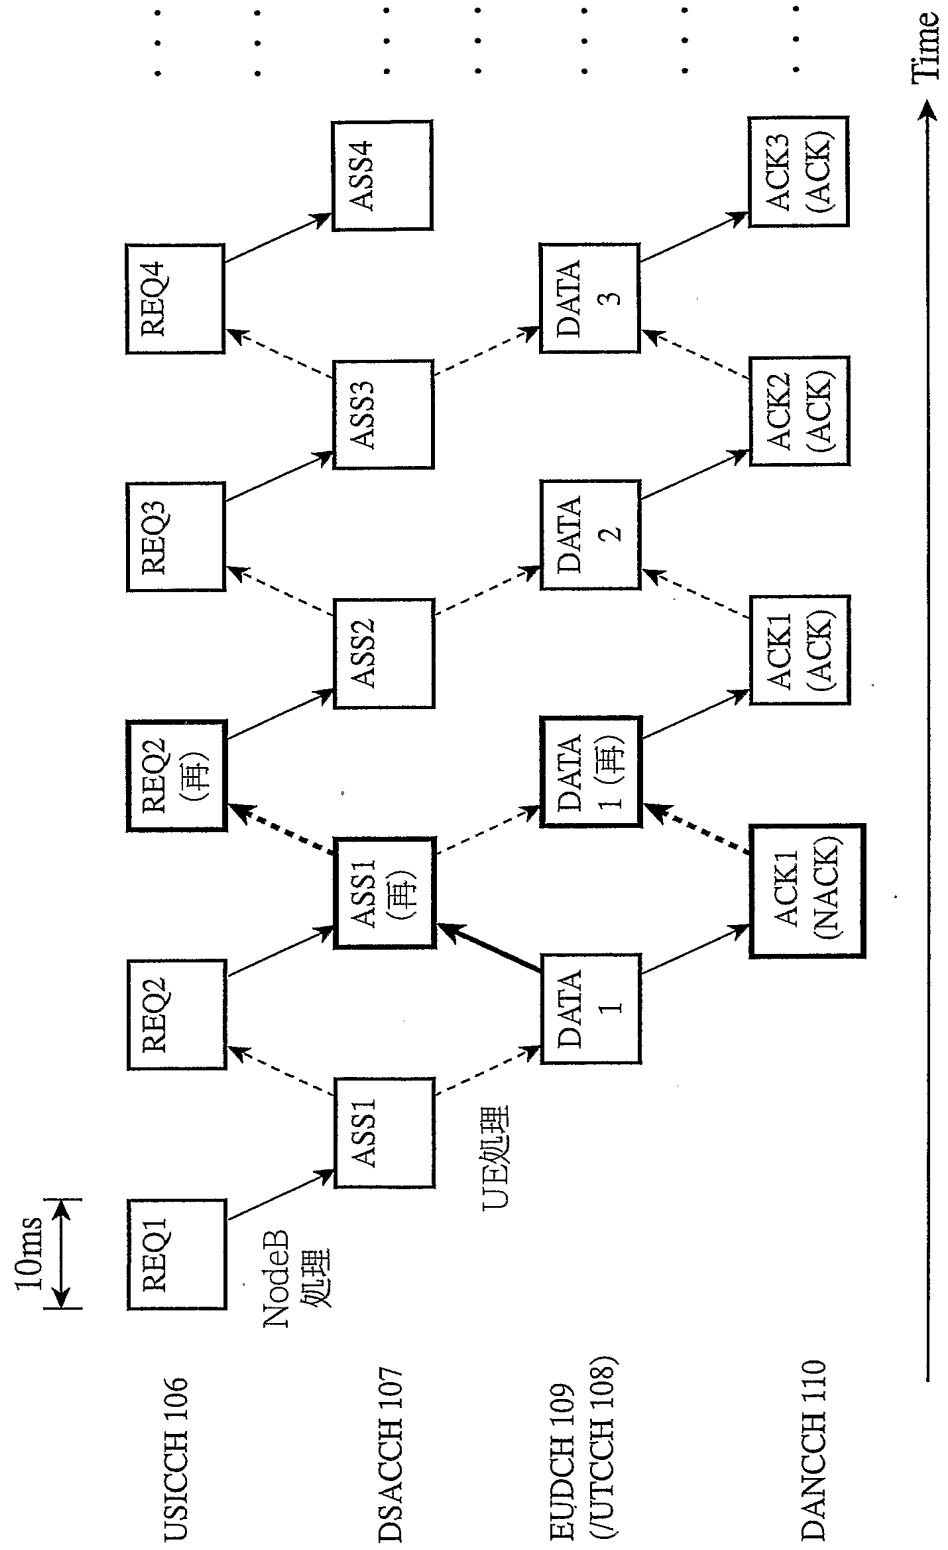 10ms
USICCH 106
REQ1
REQ2
REQ2
(再)
REQ3
REQ4
NodeB
処理
DSACCH 107
ASS1
ASS1
(再)
ASS2
ASS3
ASS4
UE処理
EUDCH 109
(/UTCCH 108)
DATA
1
DATA
1 (再)
DATA
2
DATA
3
DANCCH 110
ACK1
(NACK)
ACK1
(ACK)
ACK2
(ACK)
ACK3
(ACK)
Time